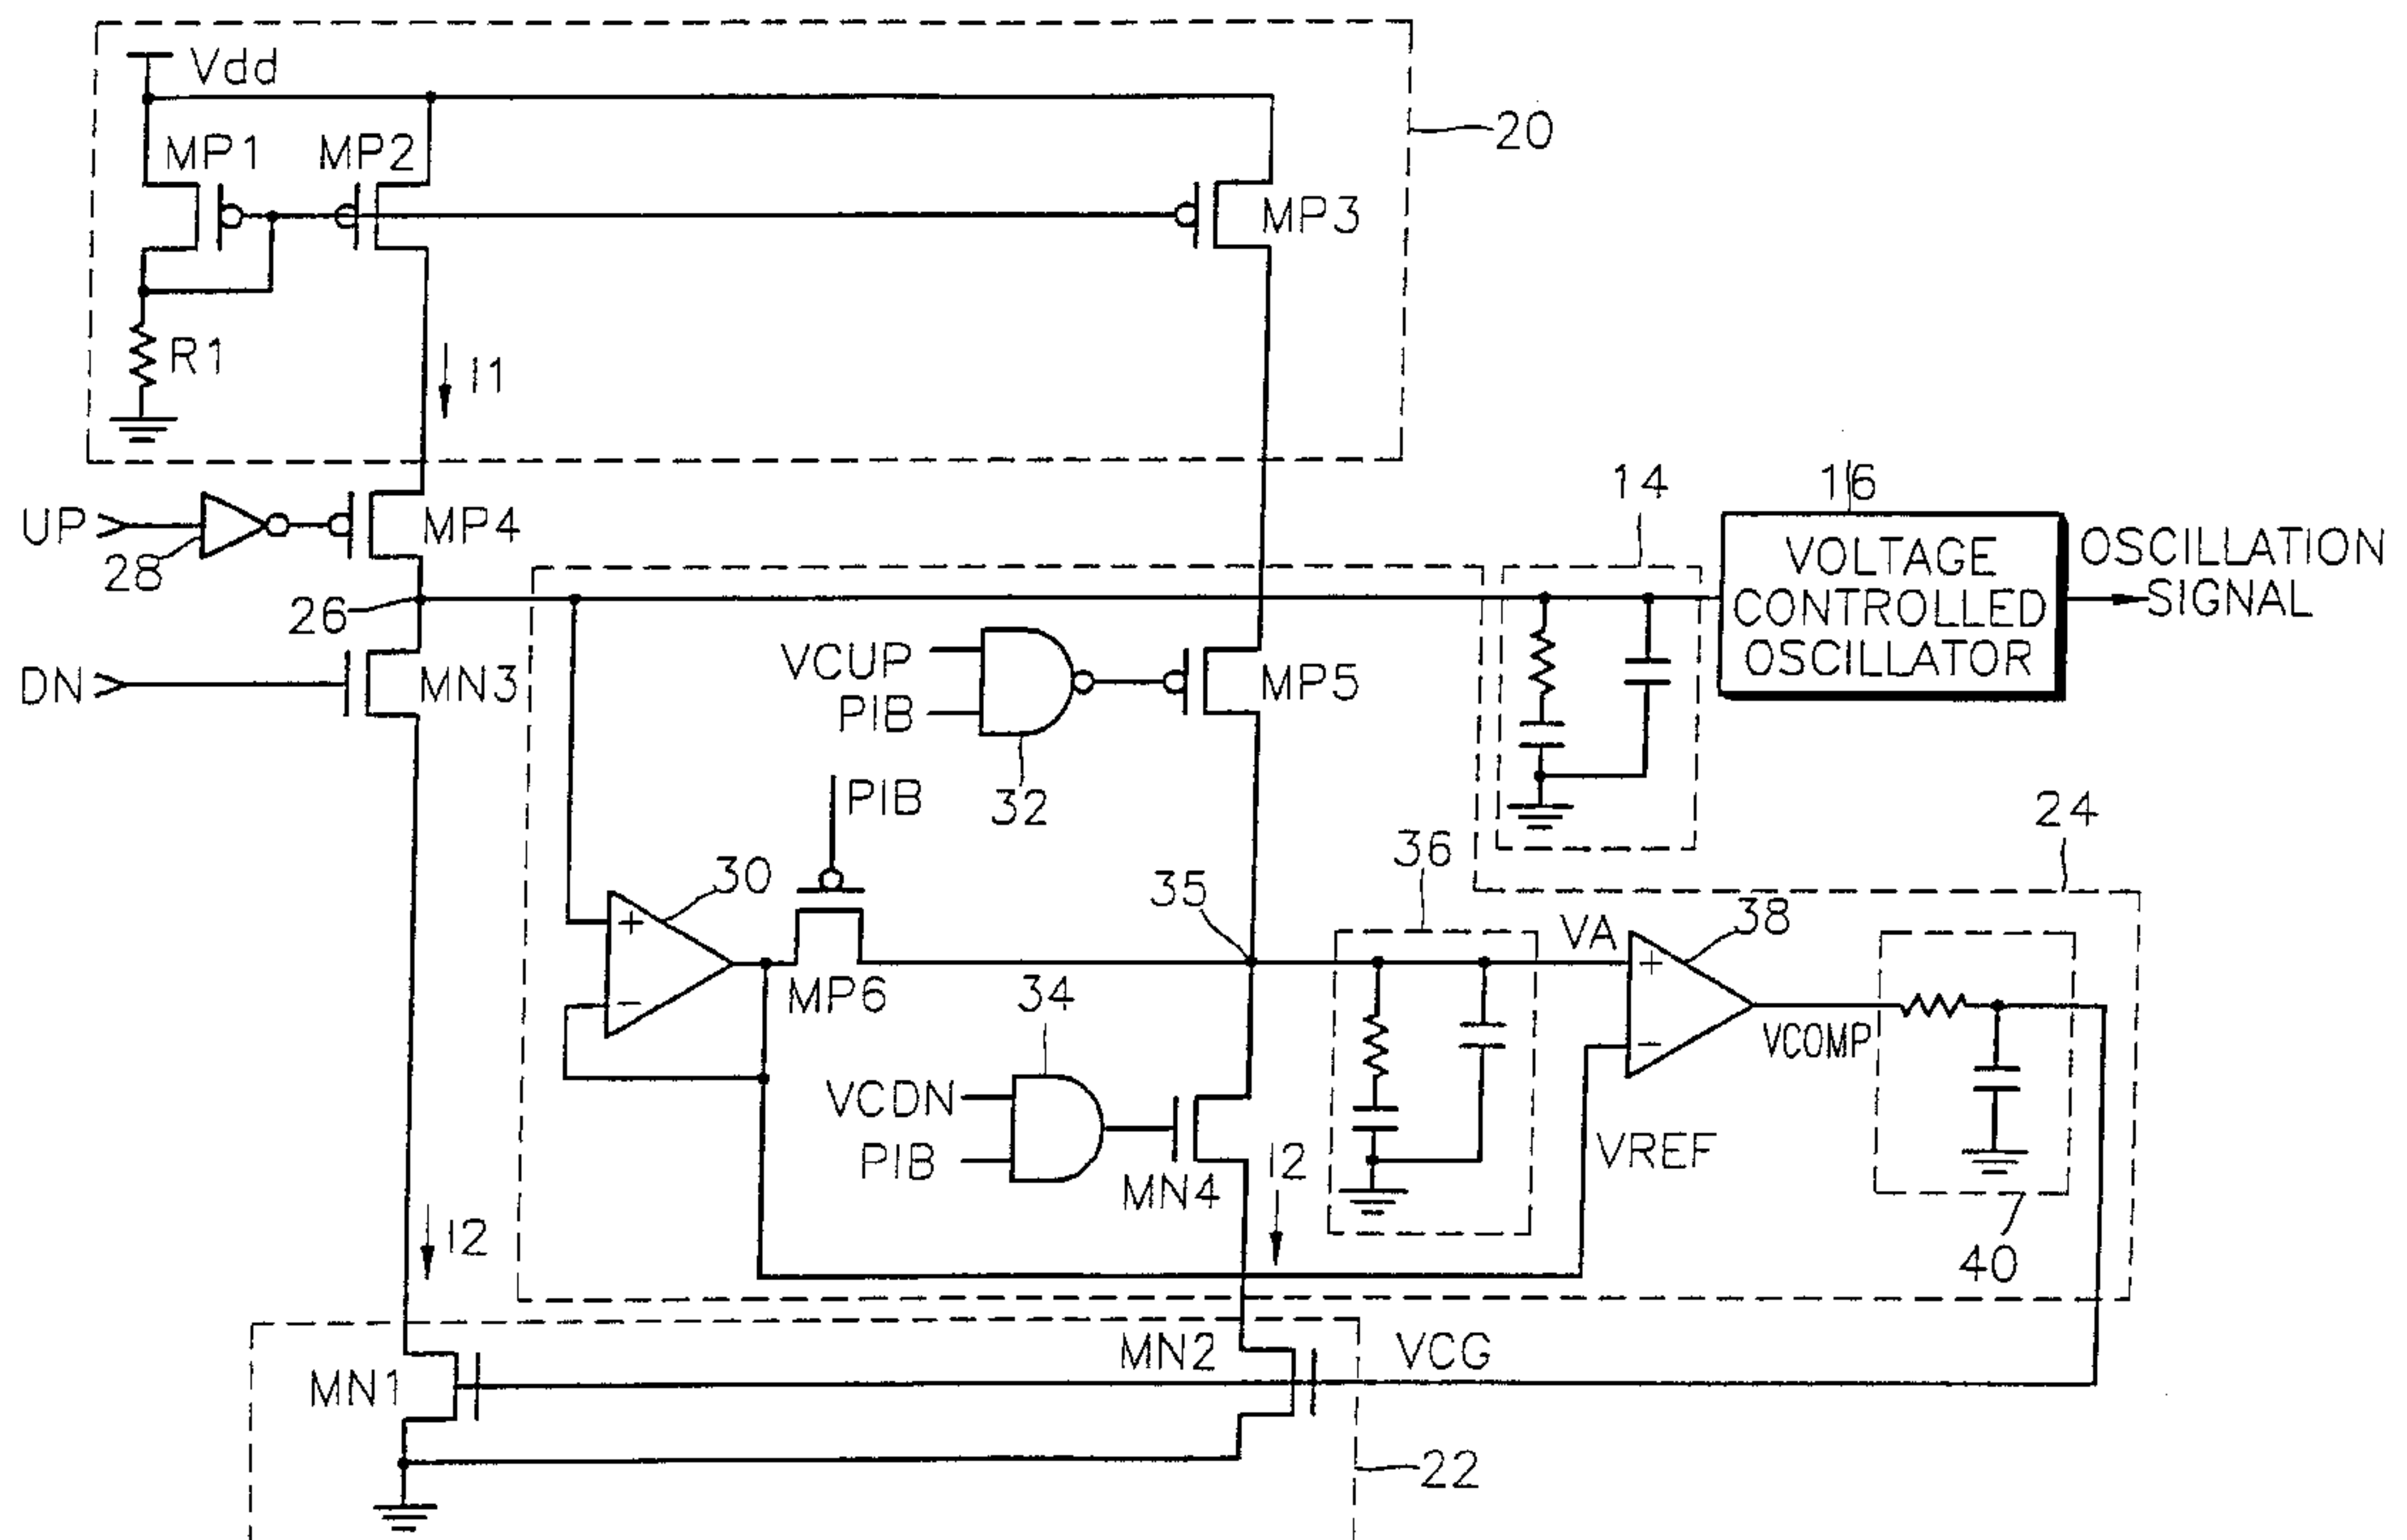 Vdd
MP1
MP2
20
MP3
R1
I1
14
16
UP
28
MP4
VOLTAGE
CONTROLLED
OSCILLATOR
OSCILLATION
SIGNAL
26
DN
MN3
VCUP
PIB
MP5
32
PIB
24
36
30
35
VA
38
MP6
34
VCOMP
VCDN
PIB
MN4
I2
VREF
I2
40
MN2
VCG
MN1
22